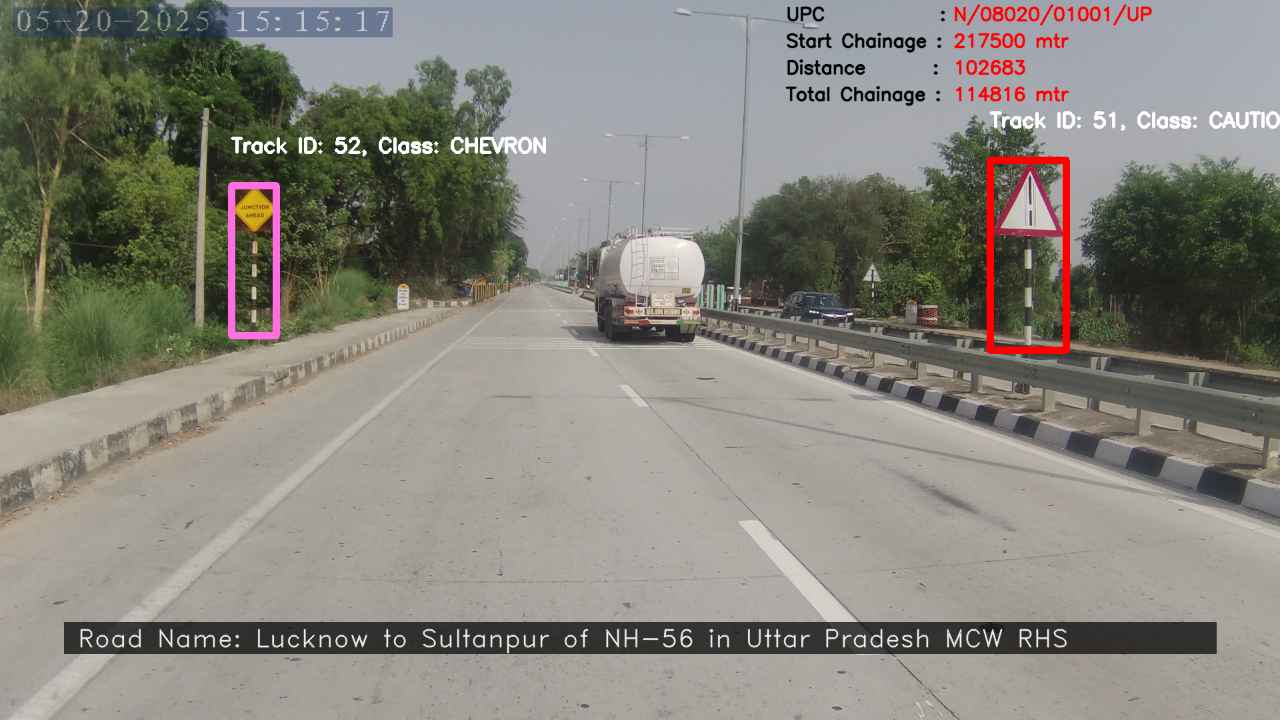 05-20-2025 15:15:17
UPC : N/08020/01001/UP
Start Chainage : 217500 mtr
Distance : 102683
Total Chainage : 114816 mtr
Track ID: 51, Class: CAUTIO
Track ID: 52, Class: CHEVRON
JUNCTION
AHEAD
Road Name: Lucknow to Sultanpur of NH-56 in Uttar Pradesh MCW RHS